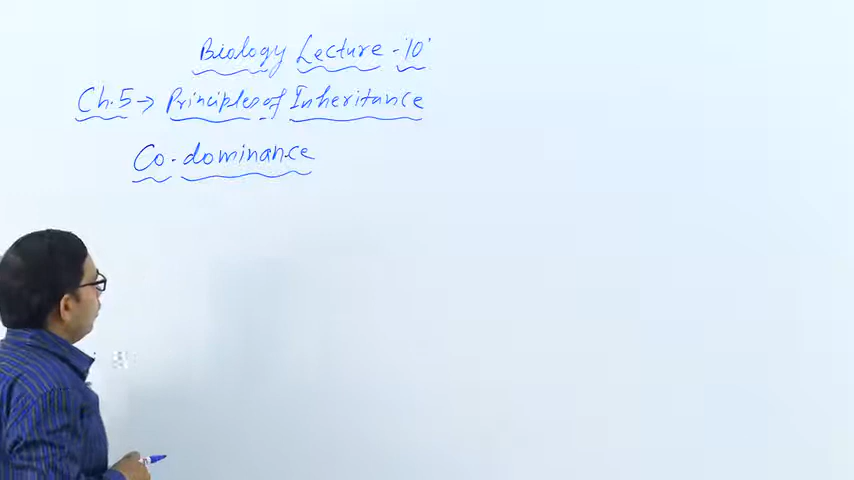 Biology Lecture - '10'
Ch. 5 → Principles of Inheritance
Co-dominance